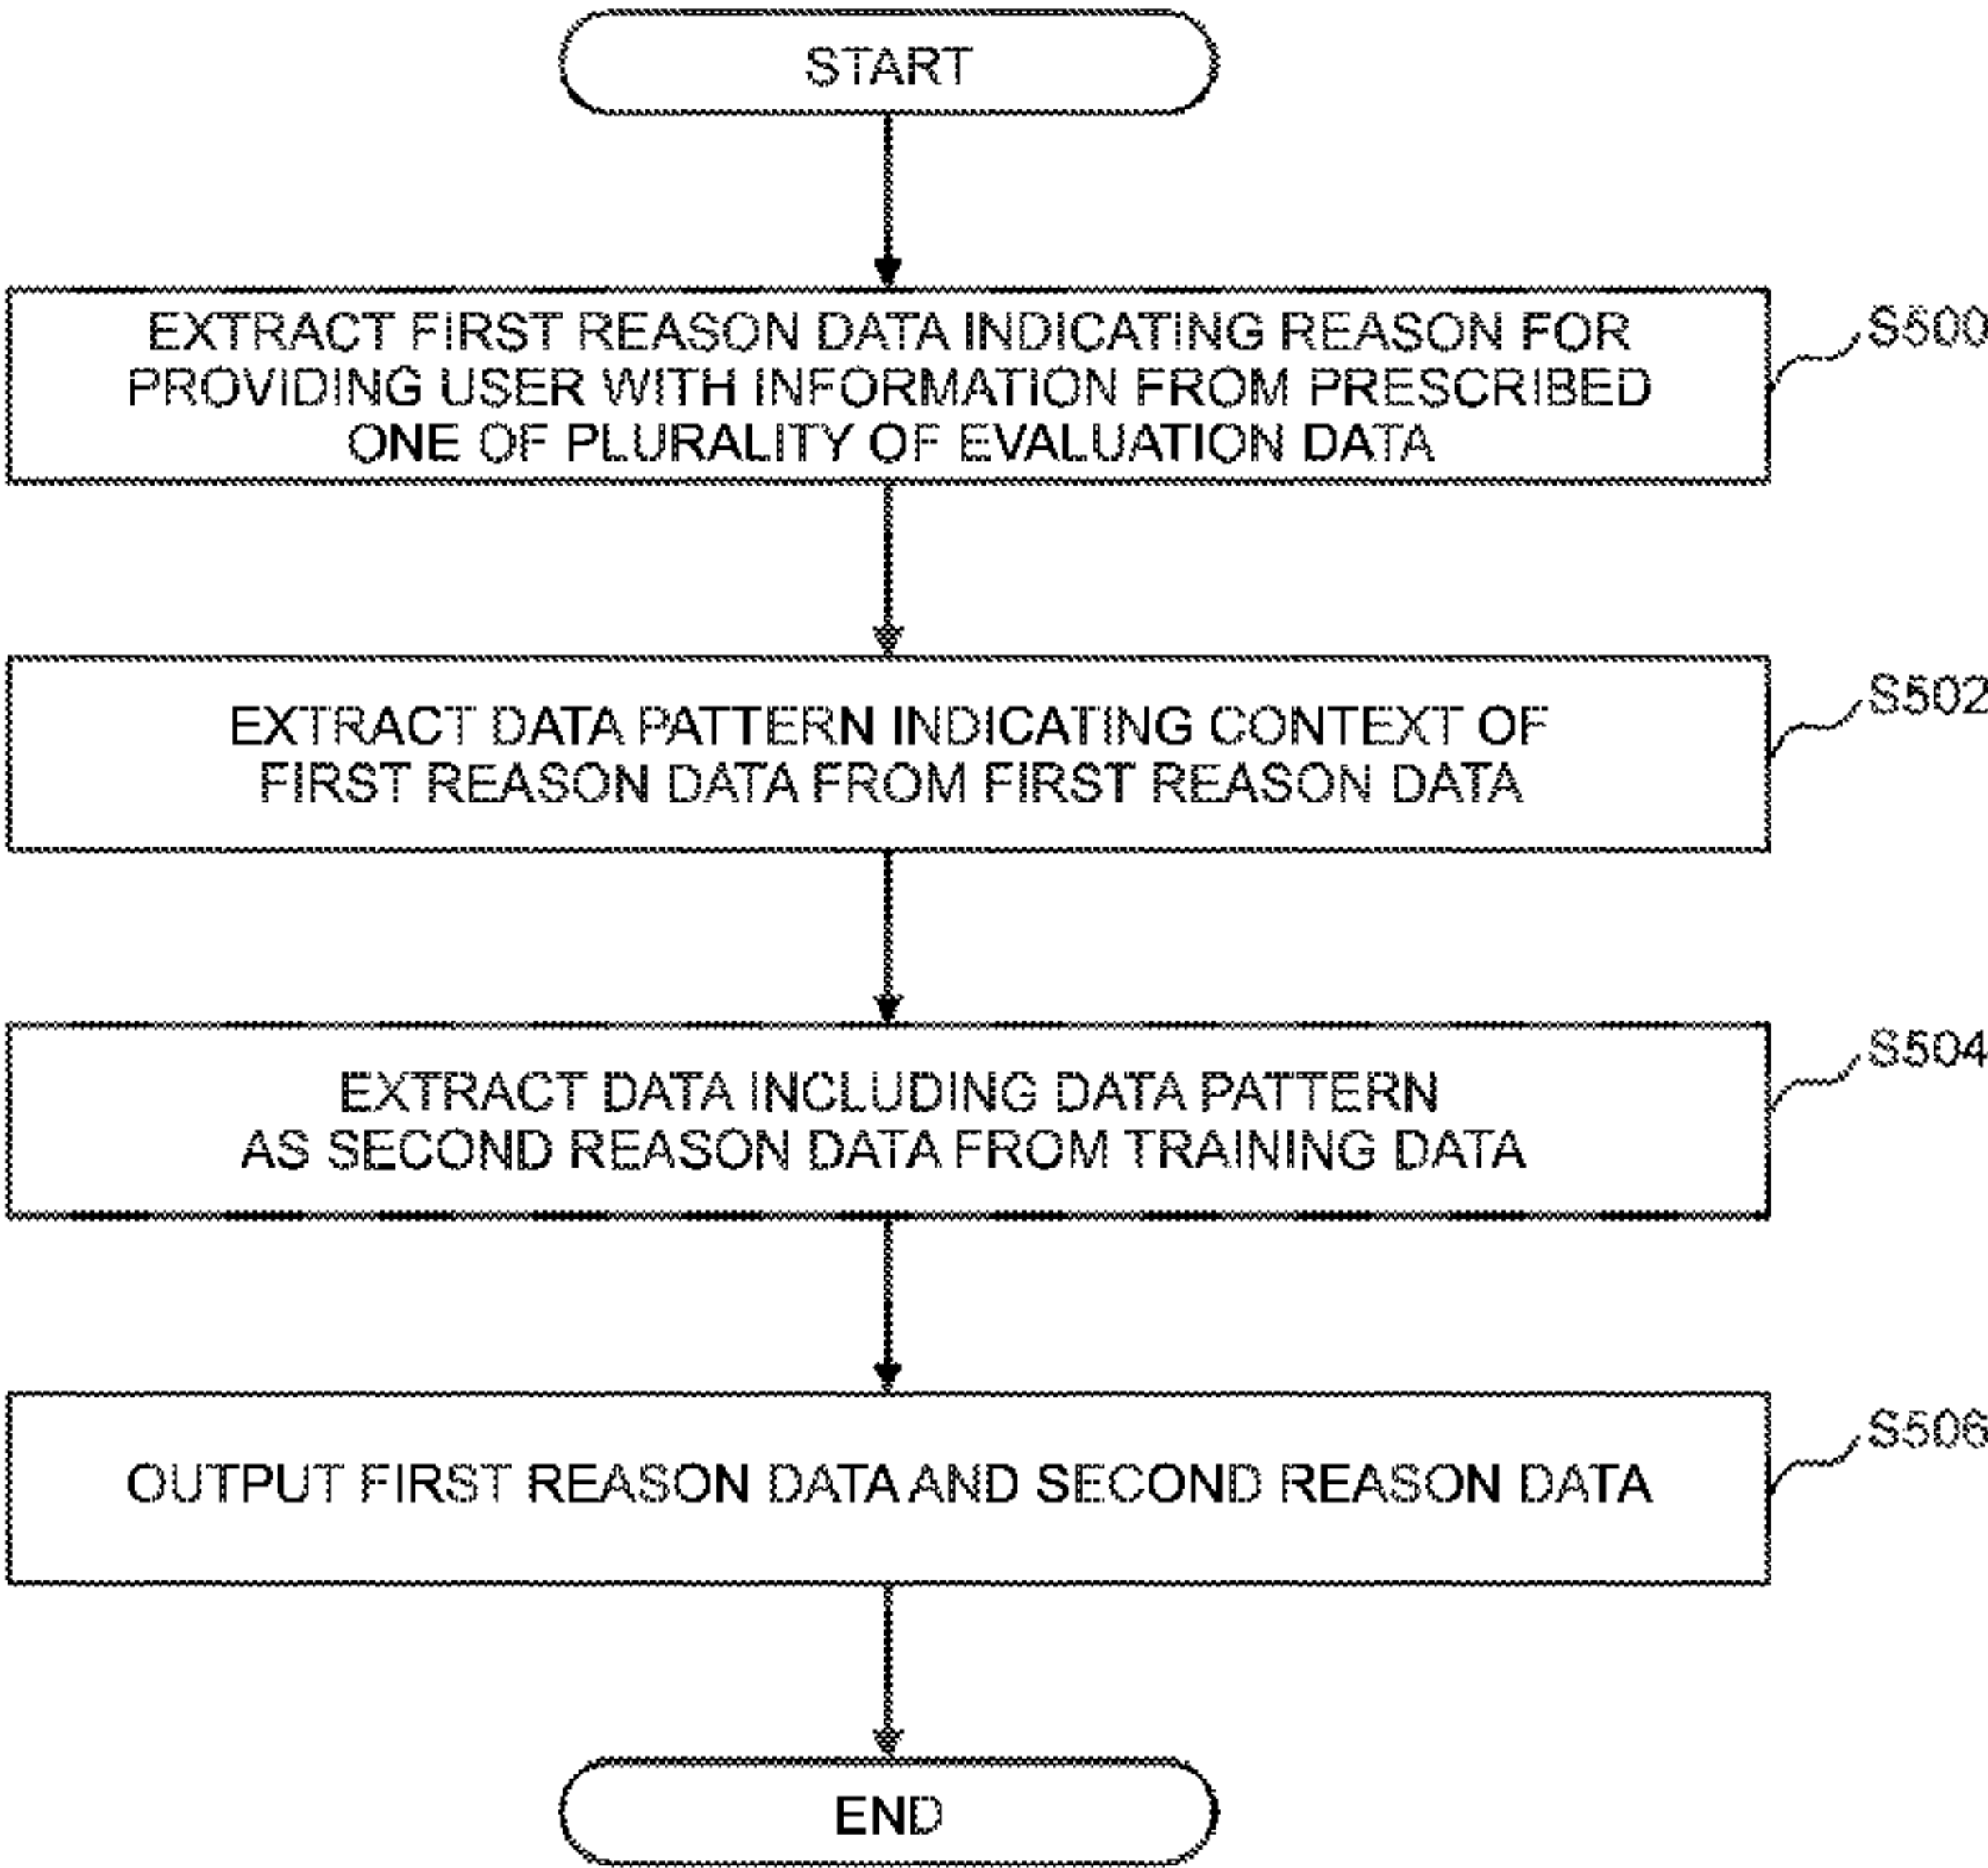 START
EXTRACT FIRST REASON DATA INDICATING REASON FOR
PROVIDING USER WITH INFORMATION FROM PRESCRIBED
ONE OF PLURALITY OF EVALUATION DATA
S500
EXTRACT DATA PATTERN INDICATING CONTEXT OF
FIRST REASON DATA FROM FIRST REASON DATA
S502
EXTRACT DATA INCLUDING DATA PATTERN
AS SECOND REASON DATA FROM TRAINING DATA
S504
OUTPUT FIRST REASON DATA AND SECOND REASON DATA
S506
END